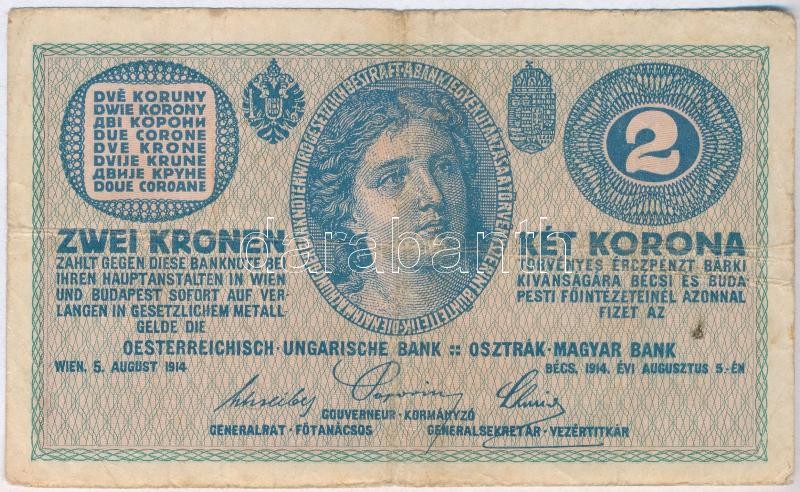 DVĚ KORUNY
DWIE KORONY
ДВІ КОРОНИ
DUE CORONE
DVE KRONE
DVIJE KRUNE
ДВИЈЕ КРУНЕ
DOUE COROANE
2
ZWEI KRONEN
ZAHLT GEGEN DIESE BANKNOTE BEI
IHREN HAUPTANSTALTEN IN WIEN
UND BUDAPEST SOFORT AUF VER-
LANGEN IN GESETZLICHEM METALL-
GELDE DIE
KÉT KORONA
TÖRVÉNYES ÉRCZPÉNZT BÁRKI
KIVÁNSÁGÁRA BÉCSI ÉS BUDA-
PESTI FŐINTÉZETEINÉL AZONNAL
FIZET AZ
darabanth
OESTERREICHISCH-UNGARISCHE BANK :: OSZTRÁK-MAGYAR BANK
WIEN, 5. AUGUST 1914
BÉCS, 1914. ÉVI AUGUSZTUS 5-ÉN
GOUVERNEUR·KORMÁNYZÓ
GENERALRAT·FŐTANÁCSOS
GENERALSEKRETÄR·VEZÉRTITKÁR